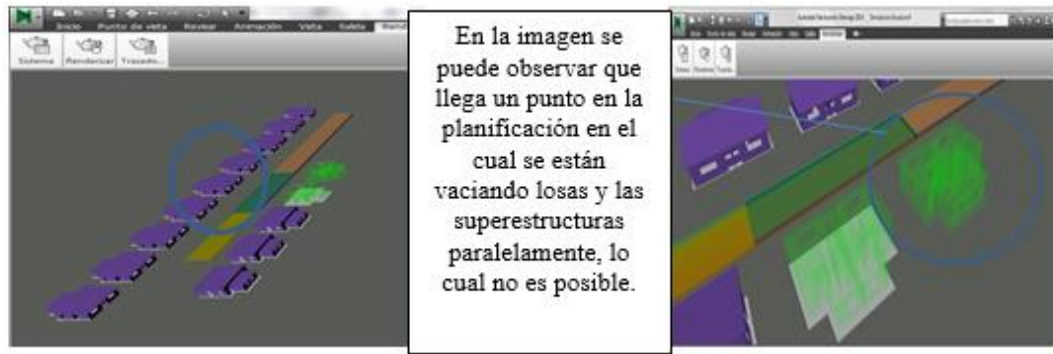 Inicio Punto de vista Revisar Animación Vista Salida
Sistema Renderizar Trazado...
En la imagen se
puede observar que
llega un punto en la
planificación en el
cual se están
vaciando losas y las
superestructuras
paralelamente, lo
cual no es posible.